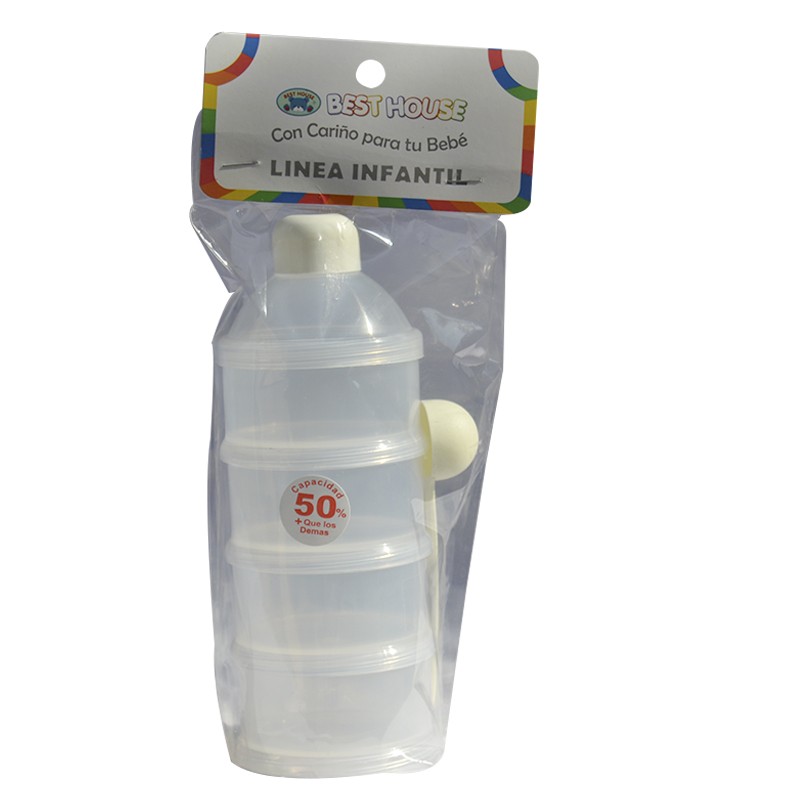 BEST HOUSE
BEST HOUSE
Con Cariño para tu Bebé
LINEA INFANTIL
Capacidad
50%
+ Que los
Demas